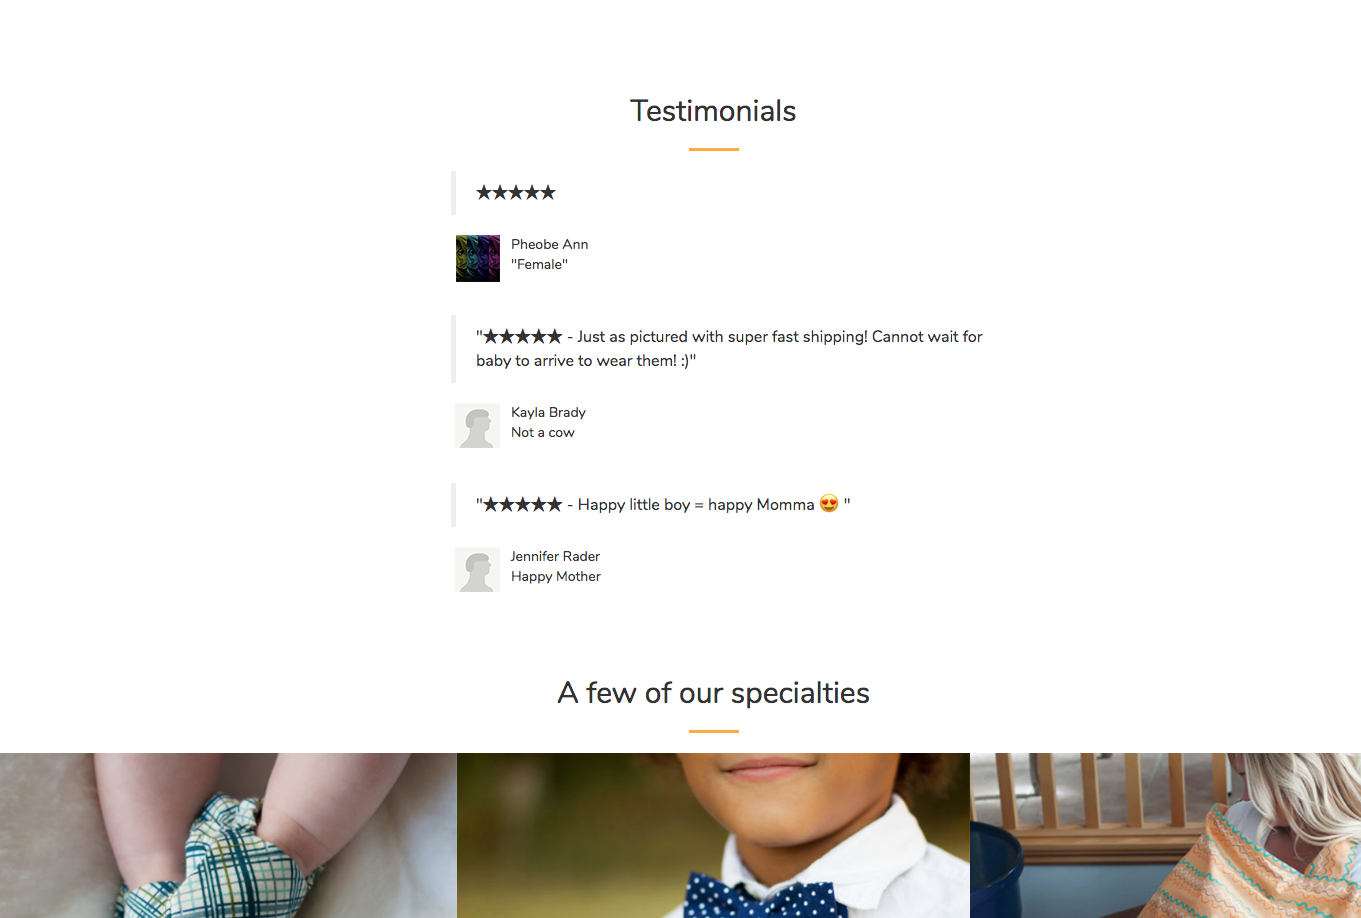 Testimonials
★★★★★
Pheobe Ann
"Female"
"★★★★★ - Just as pictured with super fast shipping! Cannot wait for
baby to arrive to wear them! :)"
Kayla Brady
Not a cow
"★★★★★ - Happy little boy = happy Momma 😍 "
Jennifer Rader
Happy Mother
A few of our specialties